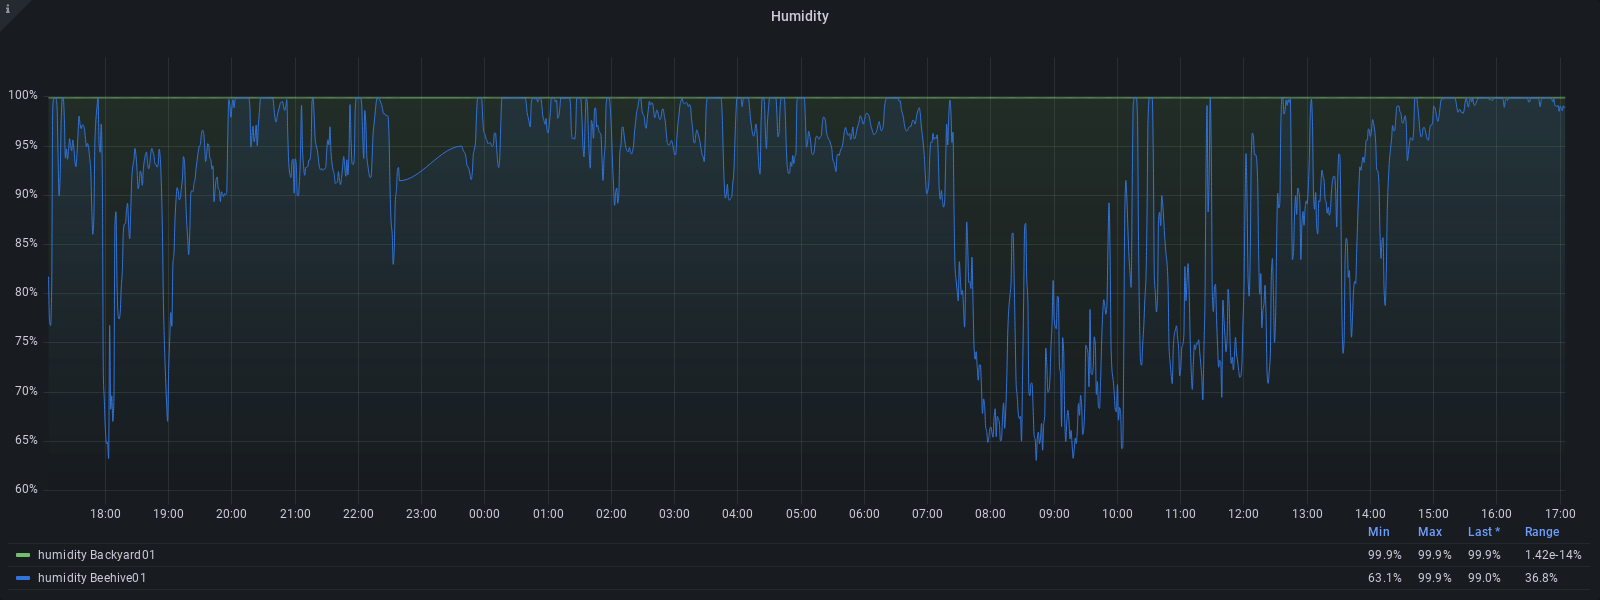 i
Humidity
100%
95%
90%
85%
80%
75%
70%
65%
60%
18:00 19:00 20:00 21:00 22:00 23:00 00:00 01:00 02:00 03:00 04:00 05:00 06:00 07:00 08:00 09:00 10:00 11:00 12:00 13:00 14:00 15:00 16:00 17:00
Min Max Last * Range
humidity Backyard01 99.9% 99.9% 99.9% 1.42e-14%
humidity Beehive01 63.1% 99.9% 99.0% 36.8%